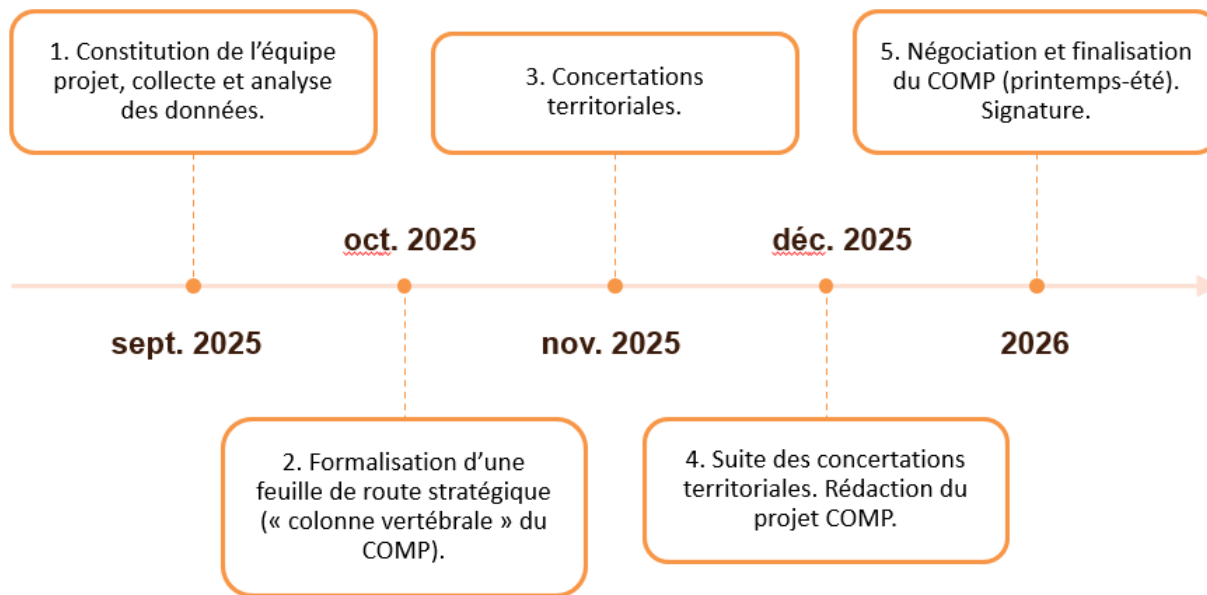 1. Constitution de l’équipe
projet, collecte et analyse
des données.
3. Concertations
territoriales.
5. Négociation et finalisation
du COMP (printemps-été).
Signature.
oct. 2025
déc. 2025
sept. 2025
nov. 2025
2026
2. Formalisation d’une
feuille de route stratégique
(« colonne vertébrale » du
COMP).
4. Suite des concertations
territoriales. Rédaction du
projet COMP.